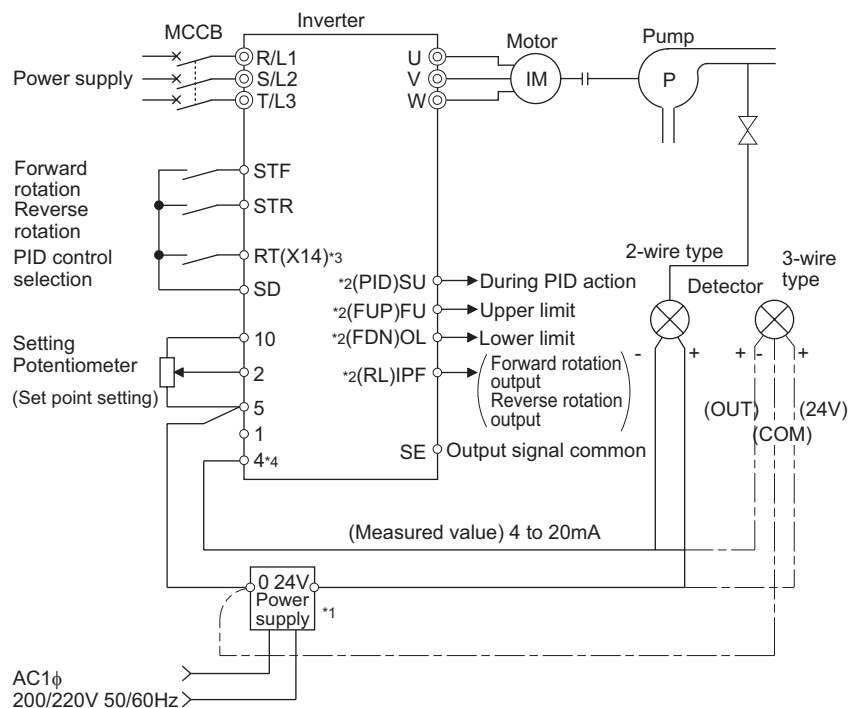 Inverter
MCCB
Motor
Pump
R/L1
S/L2
T/L3
Power supply
U
V
W
IM
P
Forward
rotation
Reverse
rotation
PID control
selection
STF
STR
RT(X14)*3
SD
*2(PID)SU
During PID action
*2(FUP)FU
Upper limit
*2(FDN)OL
Lower limit
*2(RL)IPF
Forward rotation
output
Reverse rotation
output
SE
Output signal common
2-wire type
Detector
3-wire
type
-
+
+
-
+
(OUT)
(24V)
(COM)
Setting
Potentiometer
(Set point setting)
10
2
5
1
4*4
(Measured value) 4 to 20mA
0 24V
Power
supply
*1
AC1ϕ
200/220V 50/60Hz